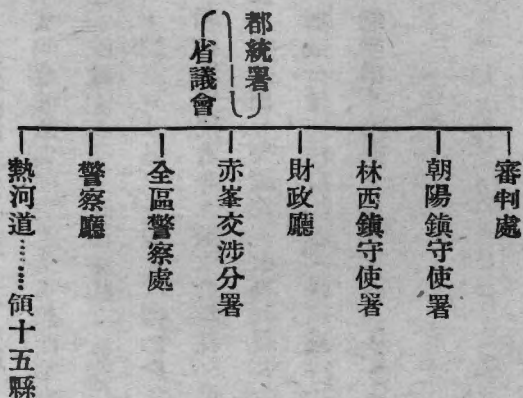 都統署
省議會
審判處
朝陽鎮守使署
林西鎮守使署
財政廳
赤峯交涉分署
全區警察處
警察廳
熱河道………領十五縣